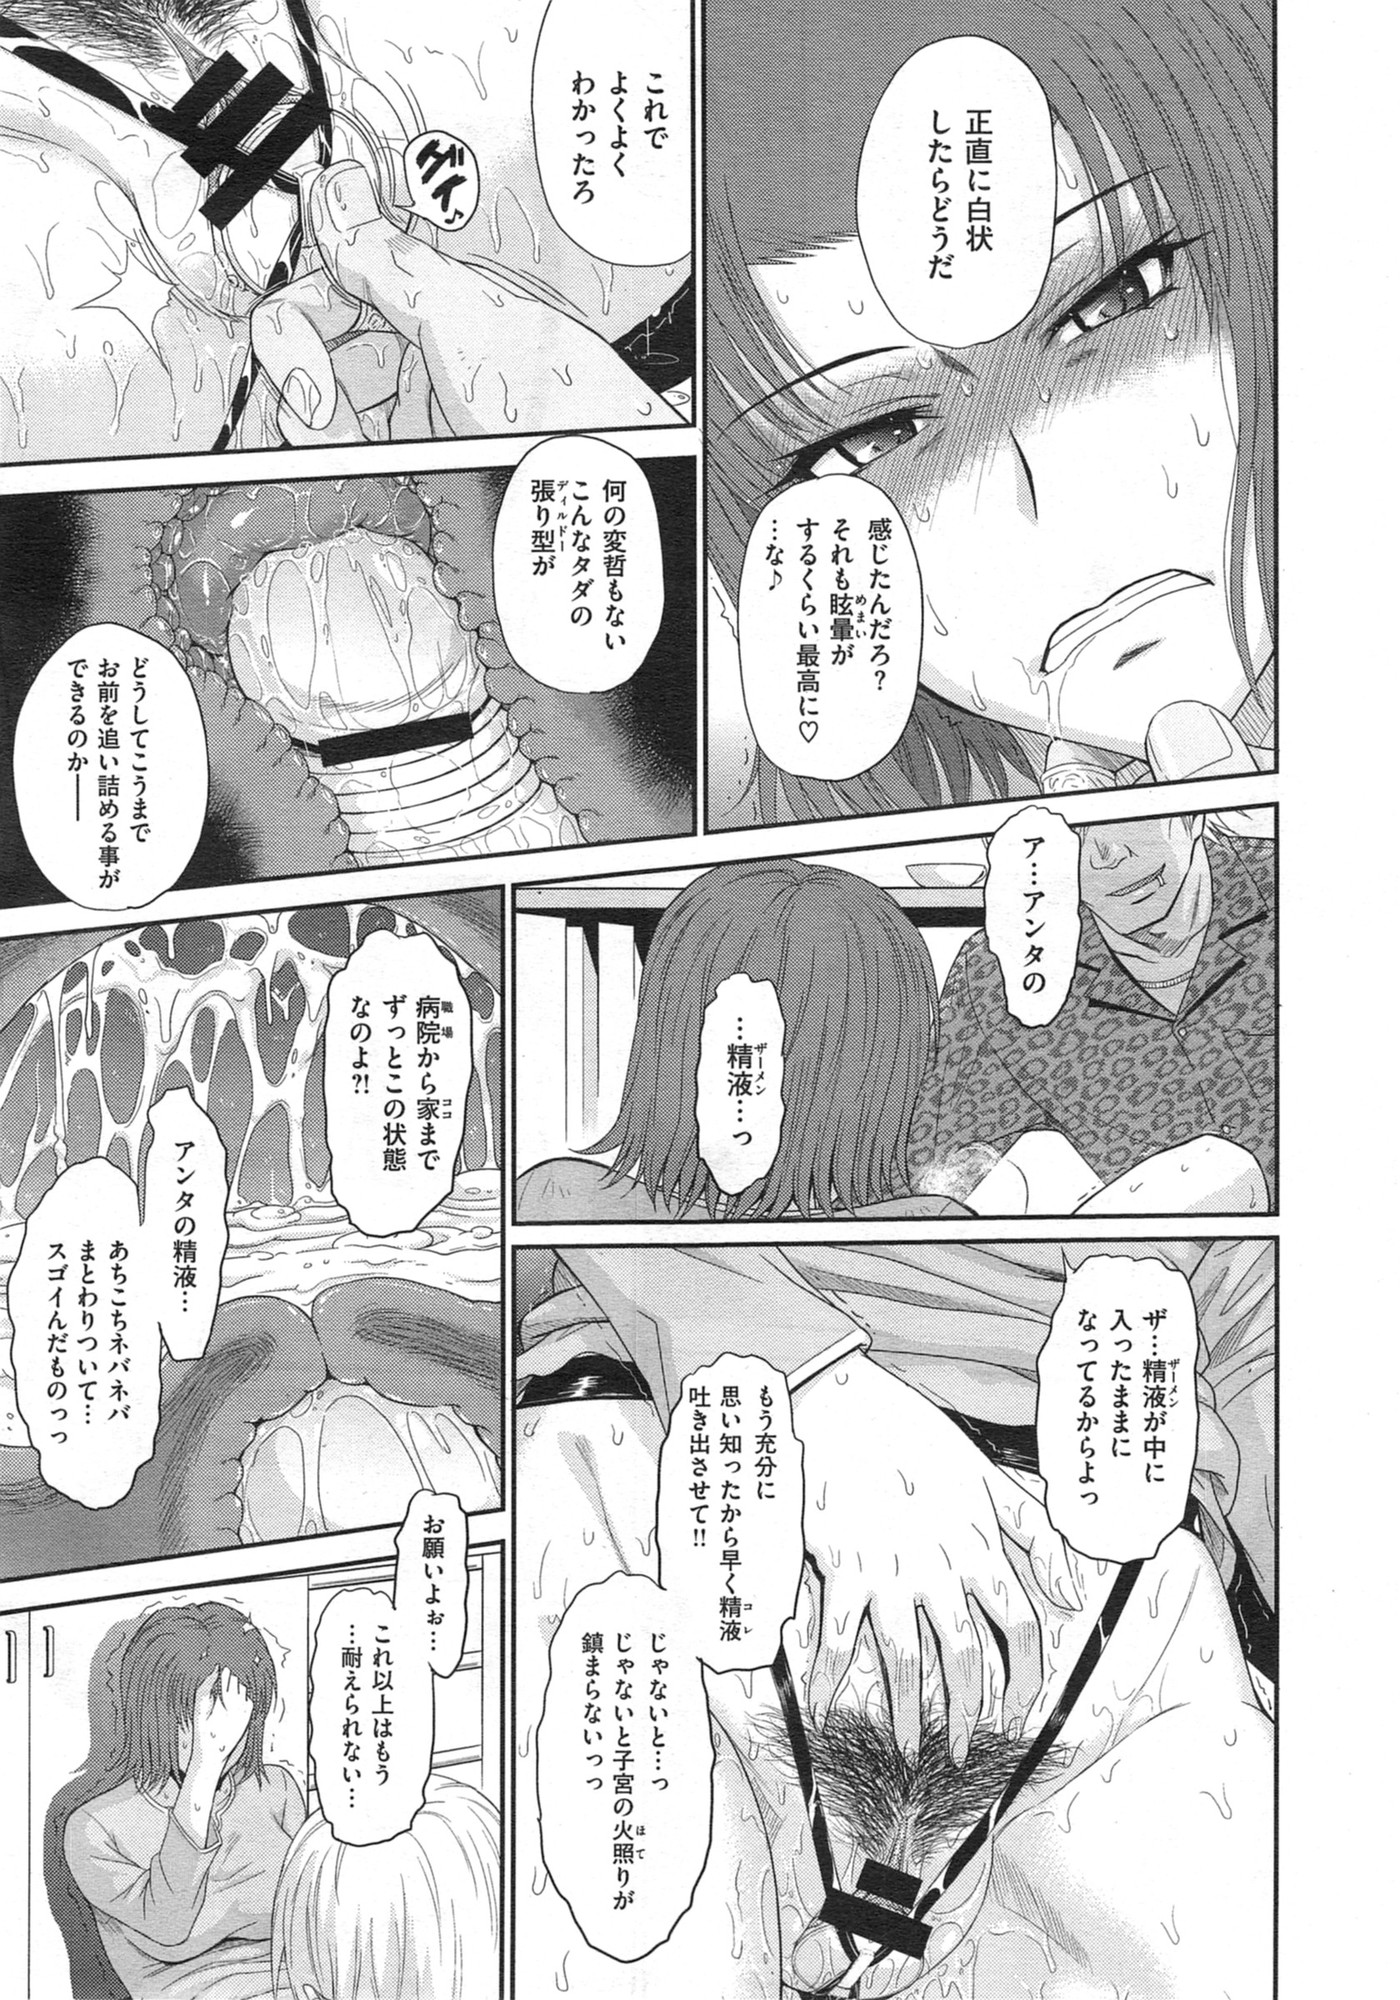 正直に白状
したらどうだ
感じたんだろ？
それも眩暈が
するくらい最高に♡
…な♪
これで
よくよく
わかったろ
グイ♪
何の変哲もない
こんなタダの
張り型が
どうしてこうまで
お前を追い詰める事が
できるのか――
ア…アンタの
…精液…っ
病院から家まで
ずっとこの状態
なのよ?!
アンタの精液…
あちこちネバネバ
まとわりついて…
スゴイんだものっっ
ザ…精液が中に
入ったままに
なってるからよっ
もう充分に
思い知ったから早く精液
吐き出させて!!
じゃないと…っ
じゃないと子宮の火照りが
鎮まらないっっ
お願いよぉ…
これ以上はもう
…耐えられない…